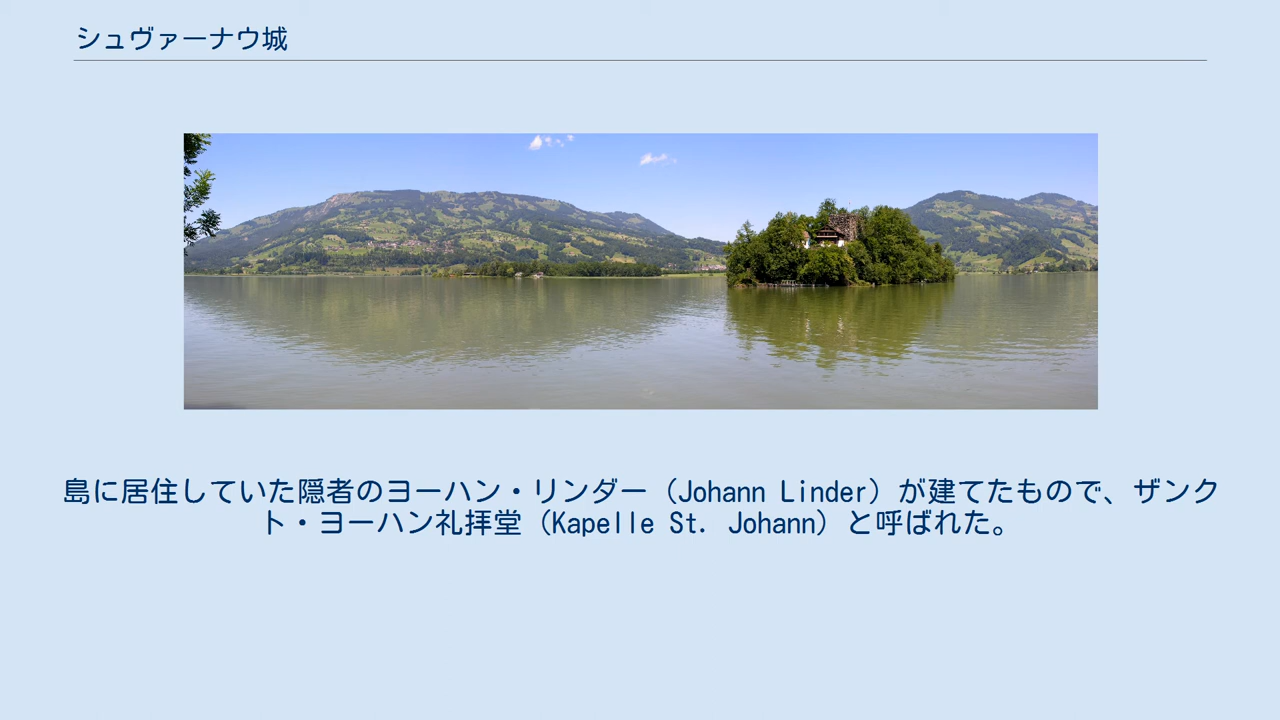 シュヴァーナウ城
島に居住していた隠者のヨーハン・リンダー（Johann Linder）が建てたもので、ザンク
ト・ヨーハン礼拝堂（Kapelle St. Johann）と呼ばれた。